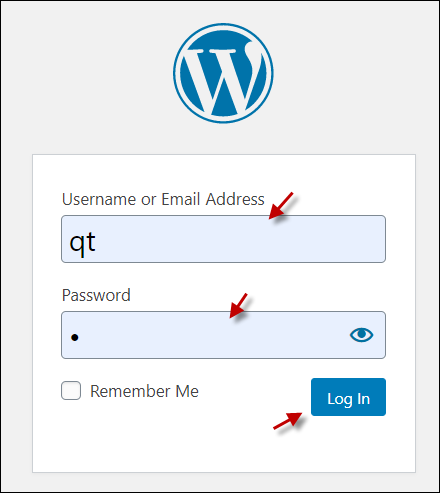 Username or Email Address
qt
Password
•
Remember Me
Log In